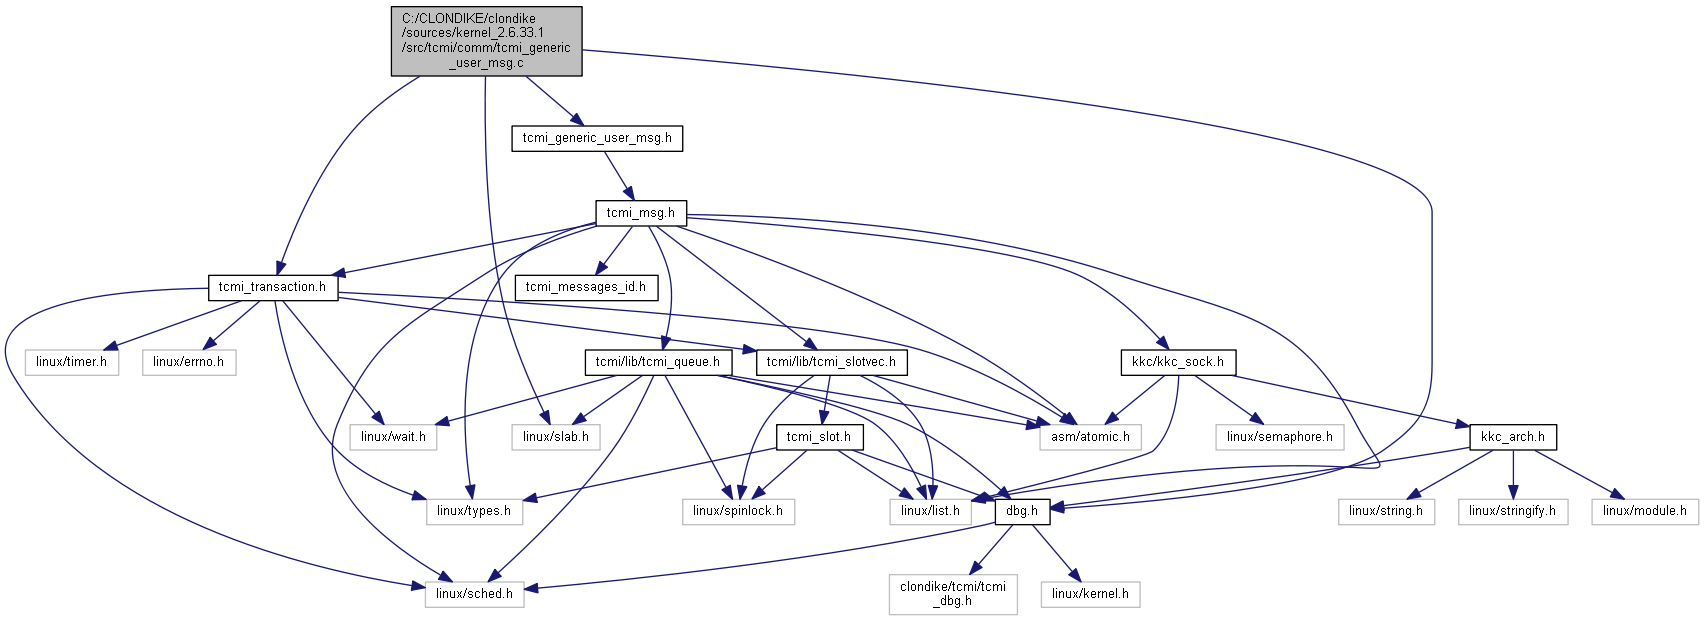 C:/CLONDIKE/clondike
/sources/kernel_2.6.33.1
/src/tcmi/comm/tcmi_generic
_user_msg.c
tcmi_generic_user_msg.h
tcmi_msg.h
tcmi_transaction.h
tcmi_messages_id.h
linux/timer.h
linux/errno.h
tcmi/lib/tcmi_queue.h
tcmi/lib/tcmi_slotvec.h
kkc/kkc_sock.h
linux/wait.h
linux/slab.h
tcmi_slot.h
asm/atomic.h
linux/semaphore.h
kkc_arch.h
linux/types.h
linux/spinlock.h
linux/list.h
dbg.h
linux/string.h
linux/stringify.h
linux/module.h
linux/sched.h
clondike/tcmi/tcmi
_dbg.h
linux/kernel.h